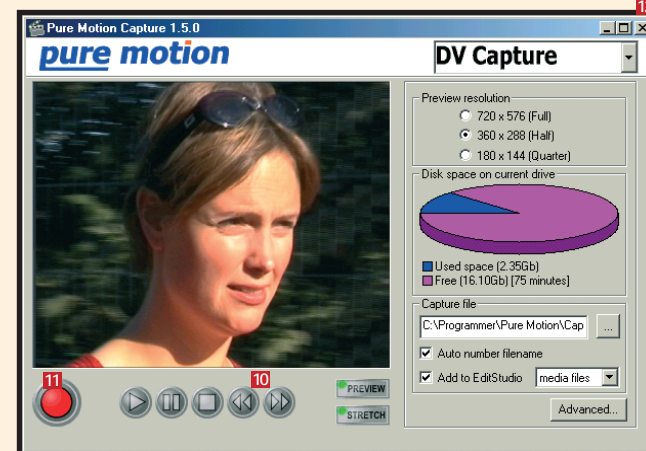 13
Pure Motion Capture 1.5.0
pure motion
DV Capture
Preview resolution
720 x 576 (Full)
360 x 288 (Half)
180 x 144 (Quarter)
Disk space on current drive
Used space (2.35Gb)
Free (16.10Gb) [75 minutes]
Capture file
C:\Programmer\Pure Motion\Cap
...
Auto number filename
Add to EditStudio
media files
Advanced...
11
10
PREVIEW
STRETCH